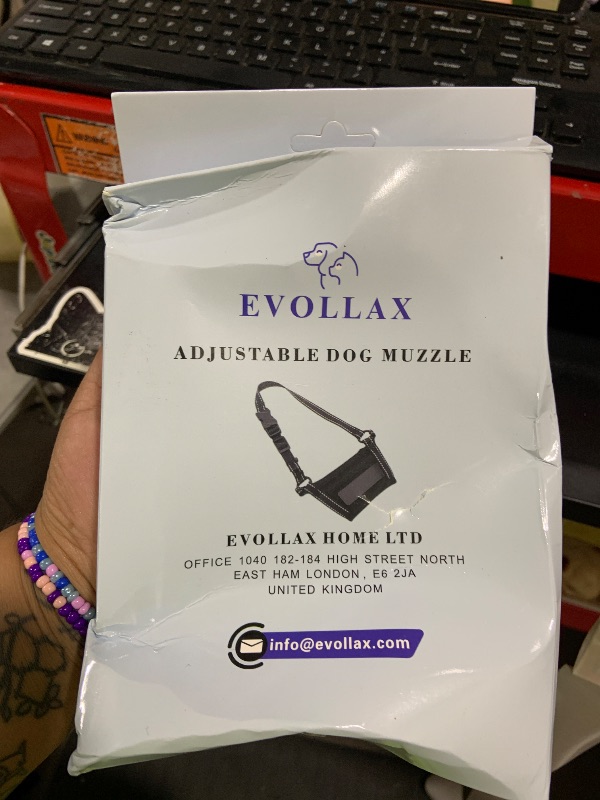 EVOLLAX
ADJUSTABLE DOG MUZZLE
EVOLLAX HOME LTD
OFFICE 1040 182-184 HIGH STREET NORTH
EAST HAM LONDON, E6 2JA
UNITED KINGDOM
info@evollax.com